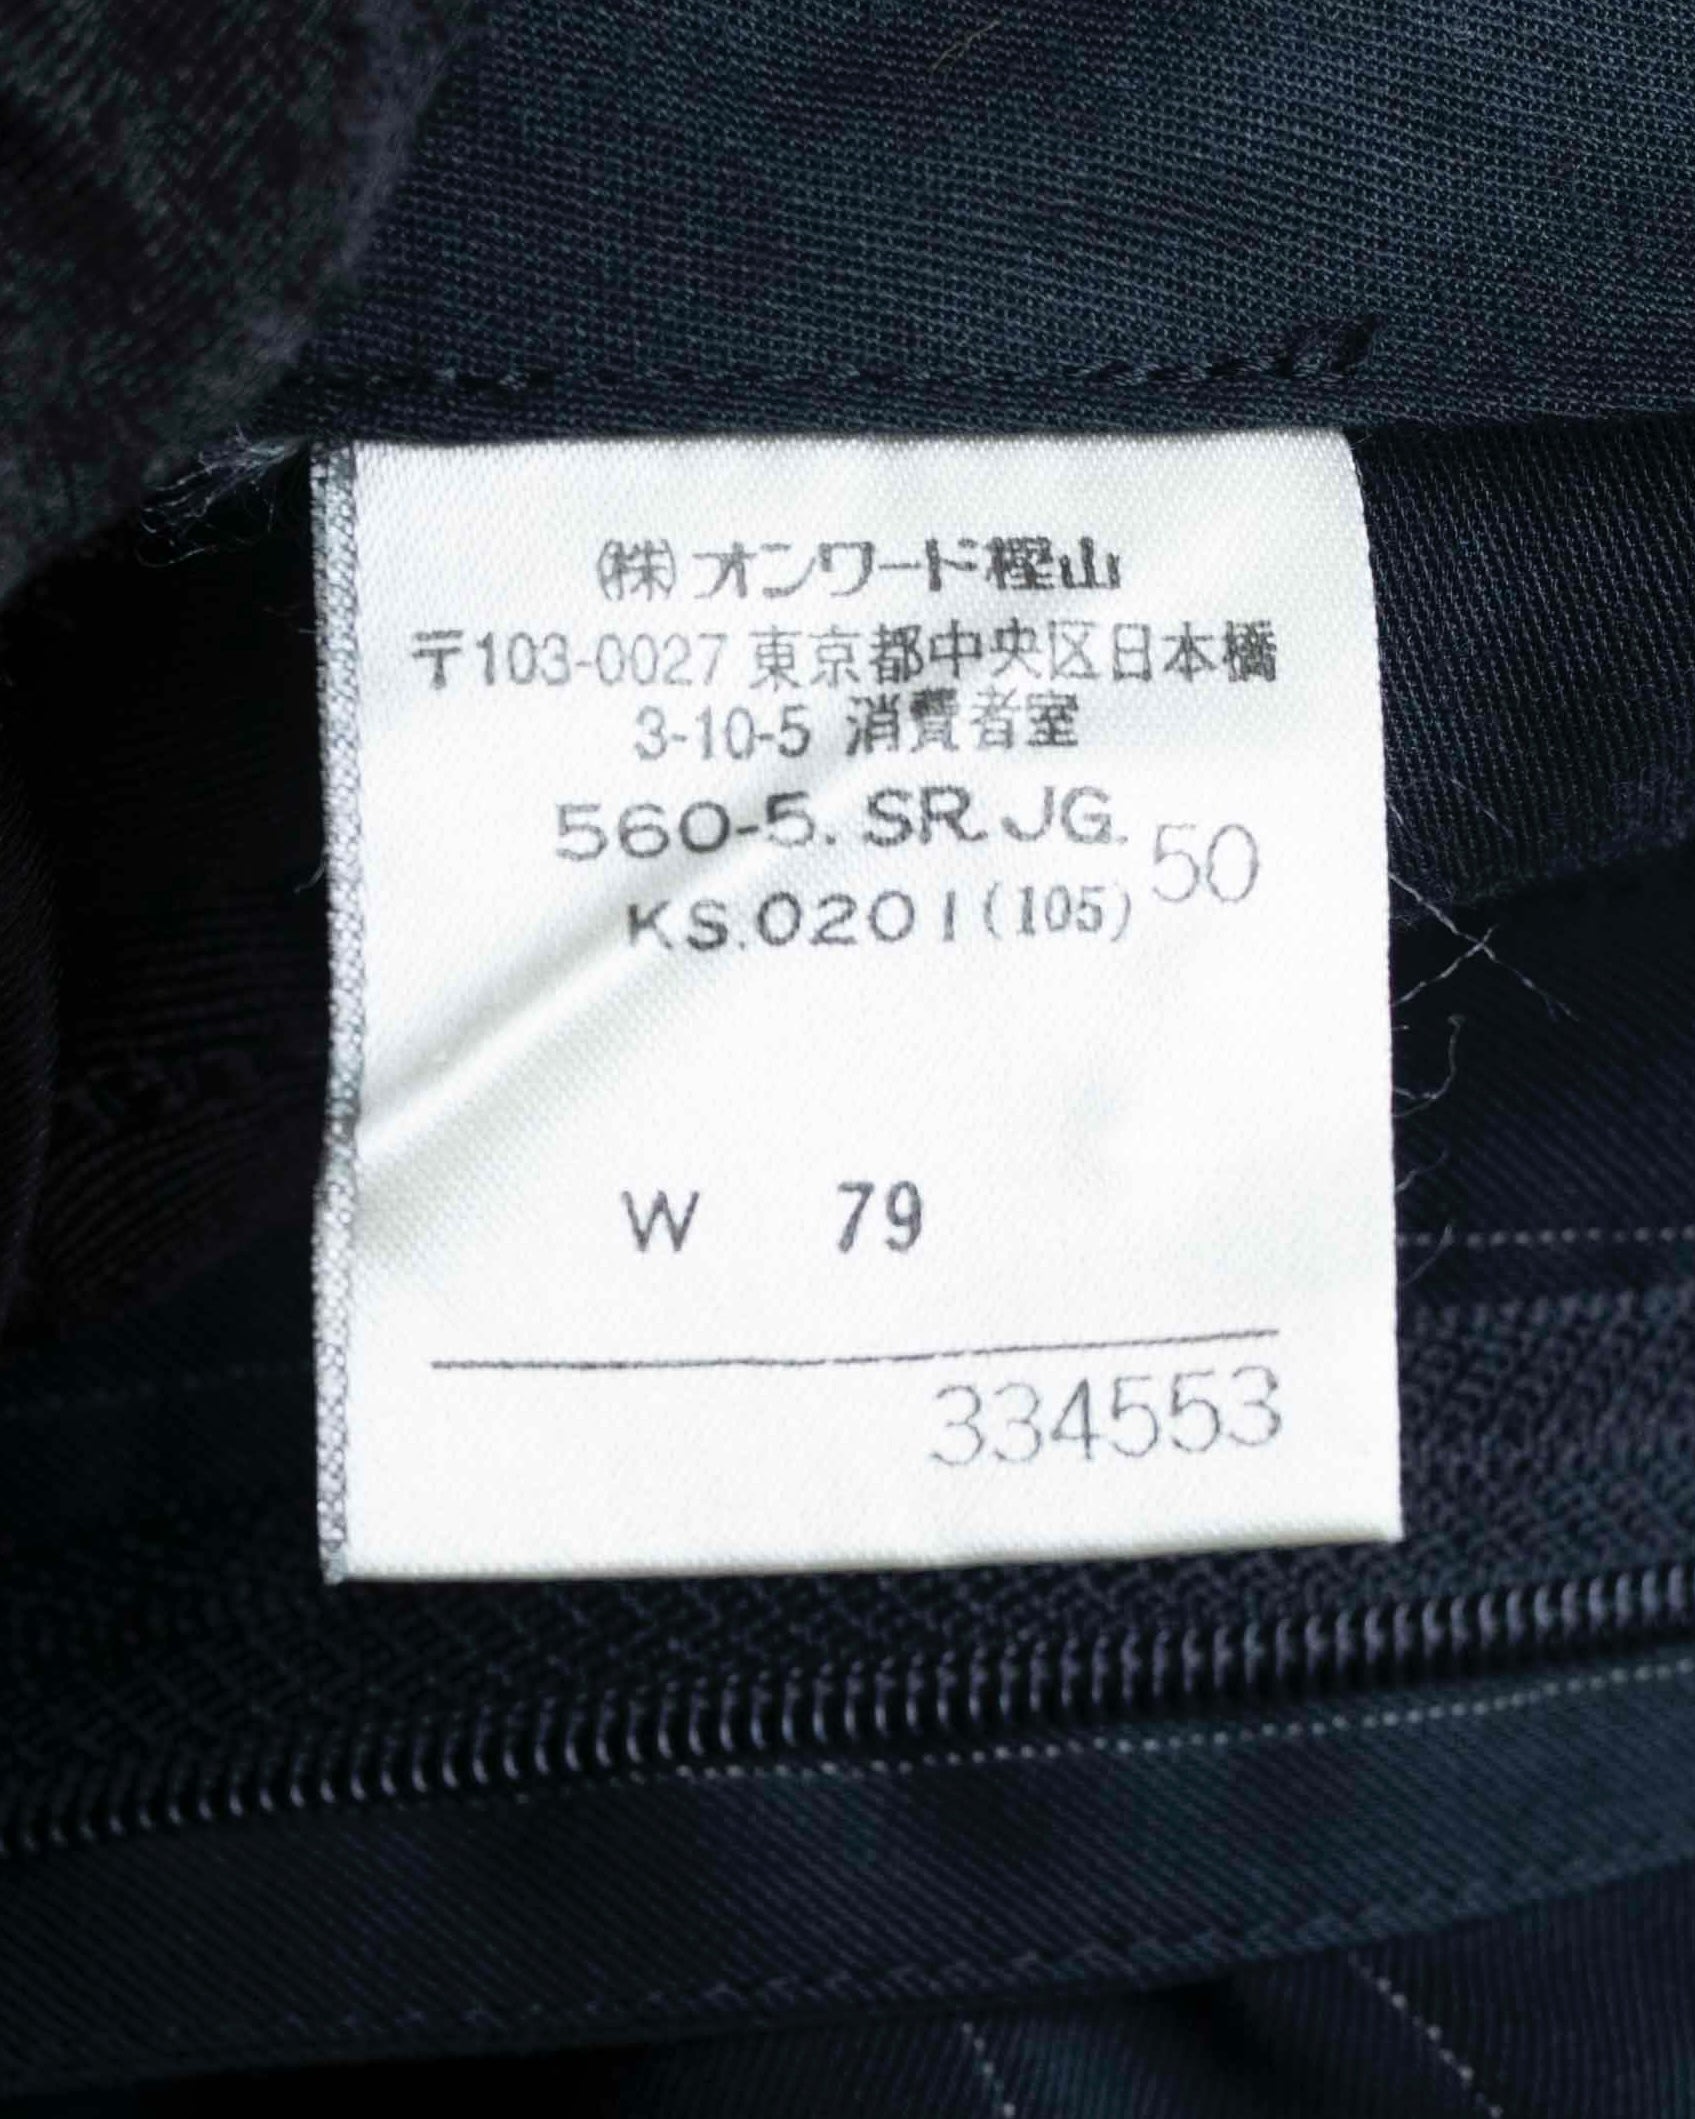 (株)オンワード樫山
〒103-0027 東京都中央区日本橋
3-10-5 消費者室
560-5. SR. JG. 50
KS.0201(105)
W 79
334553